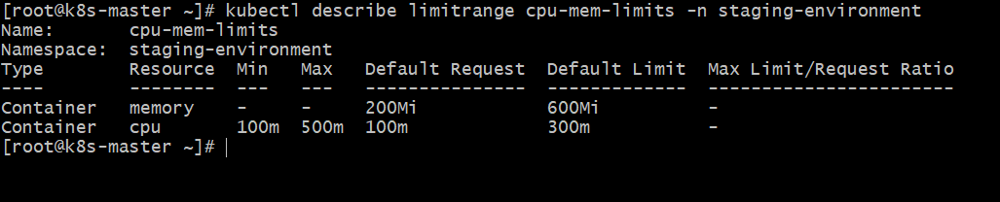 [root@k8s-master ~]# kubectl describe limitrange cpu-mem-limits -n staging-environment
Name:       cpu-mem-limits
Namespace:  staging-environment
Type        Resource  Min   Max   Default Request  Default Limit  Max Limit/Request Ratio
----        --------  ---   ---   ---------------  -------------  -----------------------
Container   memory    -     -     200Mi            600Mi          -
Container   cpu       100m  500m  100m             300m           -
[root@k8s-master ~]#